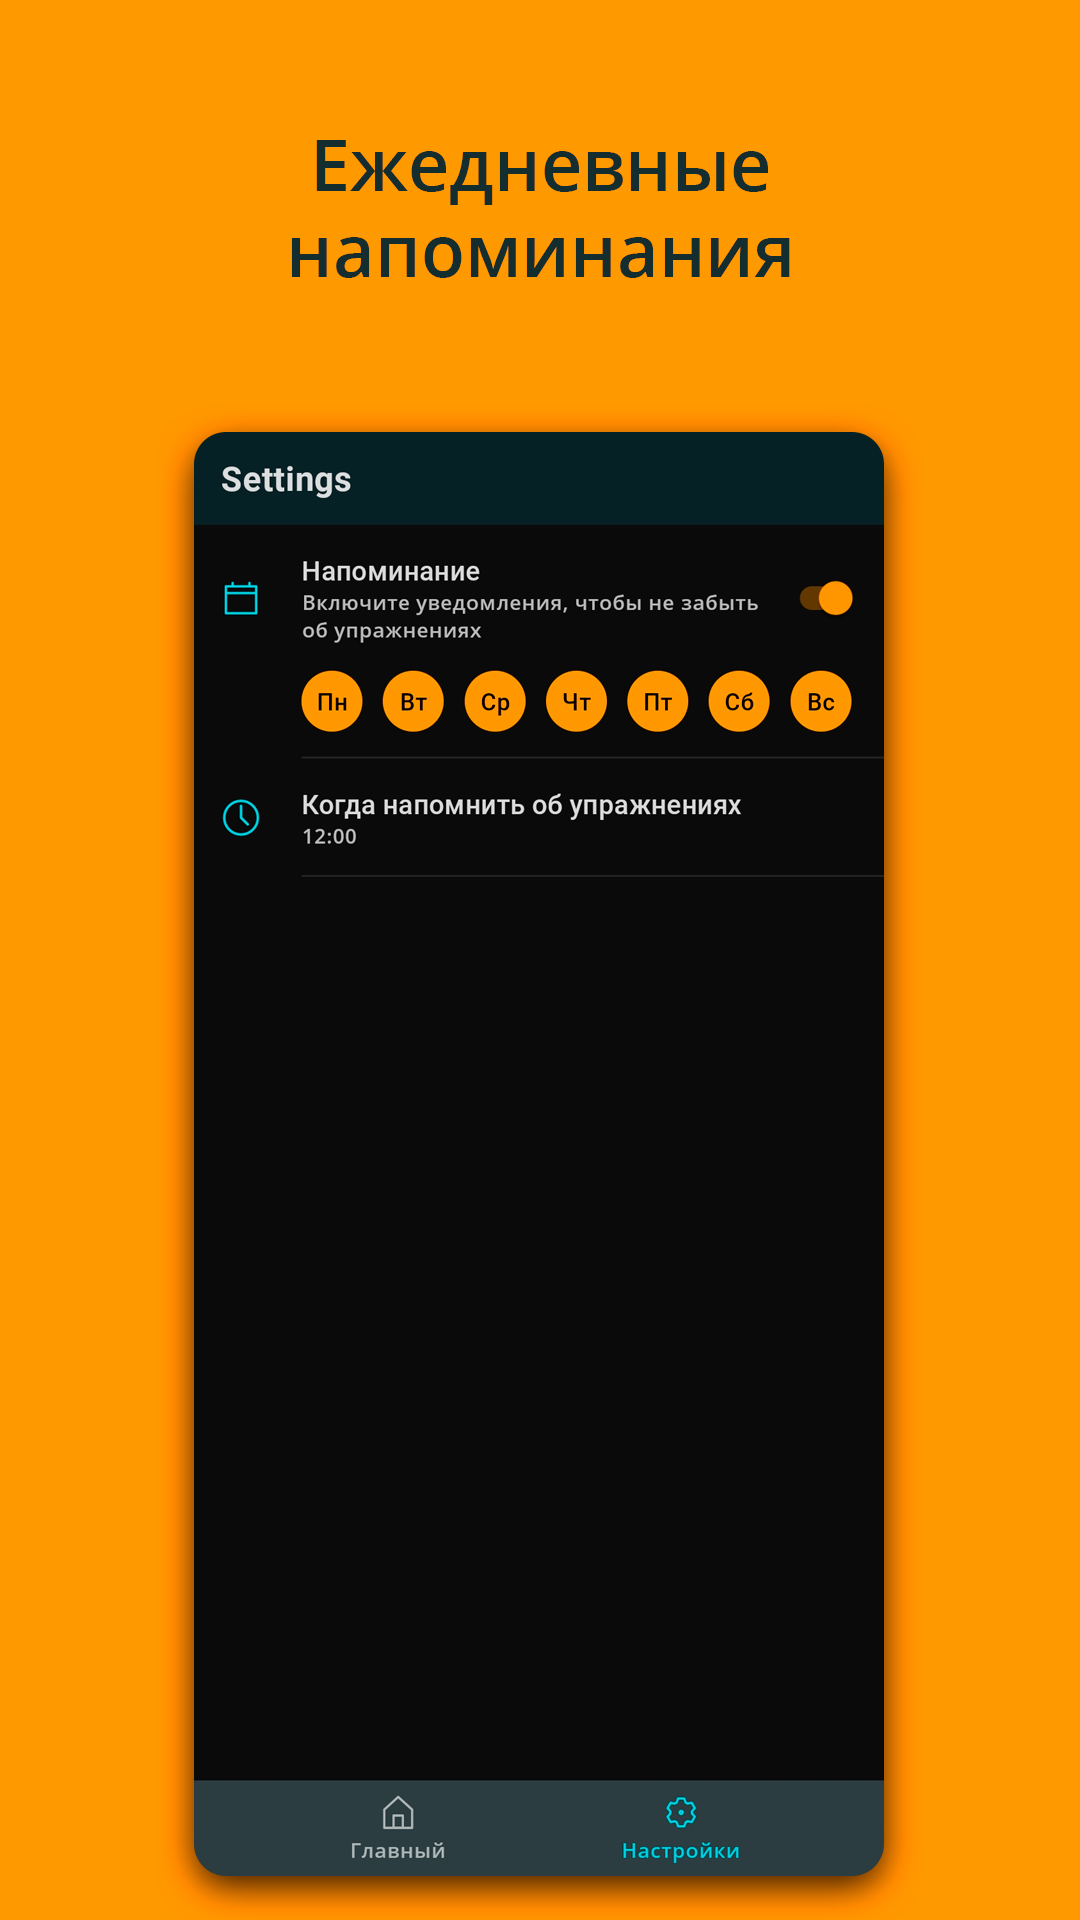 Ежедневные
напоминания
Settings
Напоминание
Включите уведомления, чтобы не забыть
об упражнениях
Пн Вт Ср Чт Пт Сб Вс
Когда напомнить об упражнениях
12:00
Главный Настройки